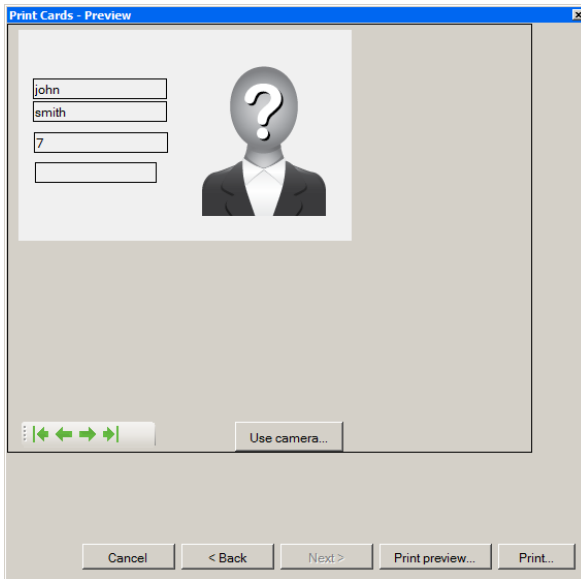 Print Cards - Preview
john
smith
7
?
Use camera...
Cancel
< Back
Next >
Print preview...
Print...